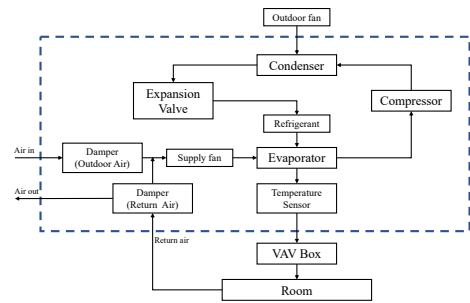 Outdoor fan
Condenser
Expansion
Valve
Compressor
Refrigerant
Air in
Damper
(Outdoor Air)
Supply fan
Evaporator
Air out
Damper
(Return Air)
Temperature
Sensor
Return air
VAV Box
Room